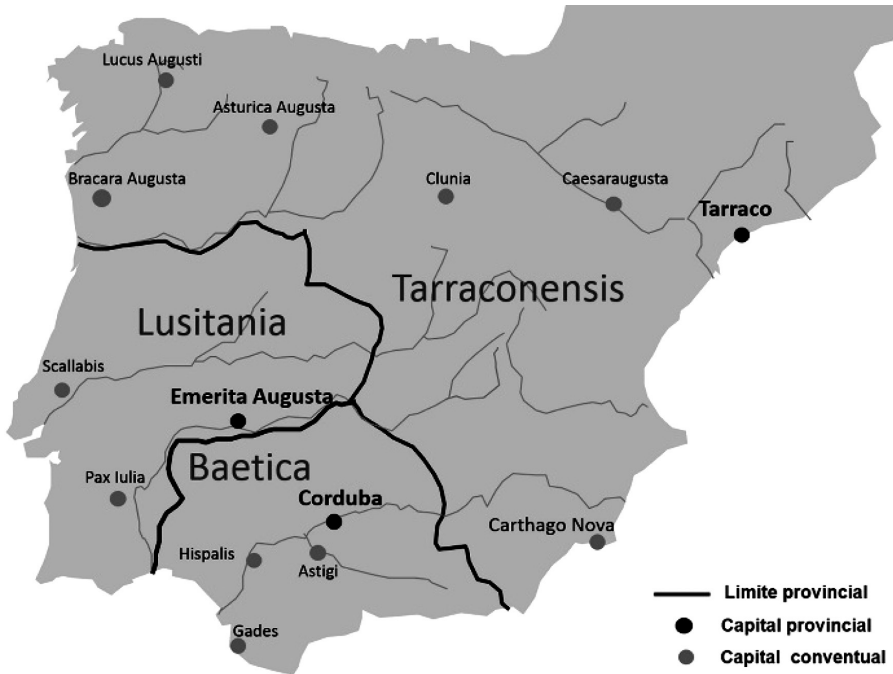 Lucus Augusti
Asturica Augusta
Bracara Augusta
Clunia
Caesaraugusta
Tarraco
Tarraconensis
Lusitania
Scallabis
Emerita Augusta
Baetica
Pax Iulia
Corduba
Carthago Nova
Hispalis
Astigi
Gades
Limite provincial
Capital provincial
Capital conventual